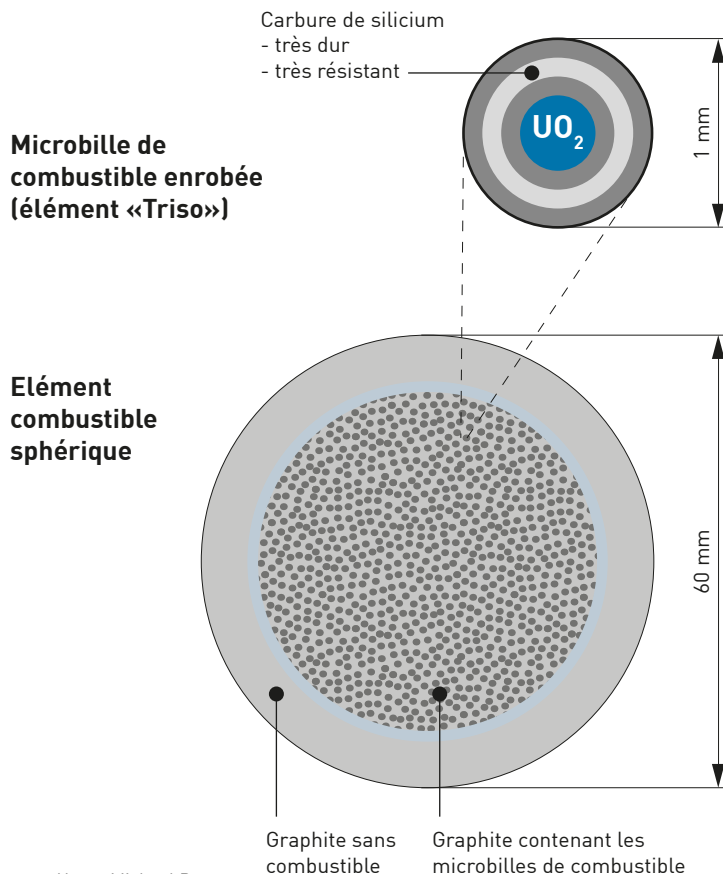 Carbure de silicium
- très dur
- très résistant
Microbille de
combustible enrobée
(élément «Triso»)
UO₂
1 mm
Elément
combustible
sphérique
60 mm
Graphite sans
combustible
Graphite contenant les
microbilles de combustible